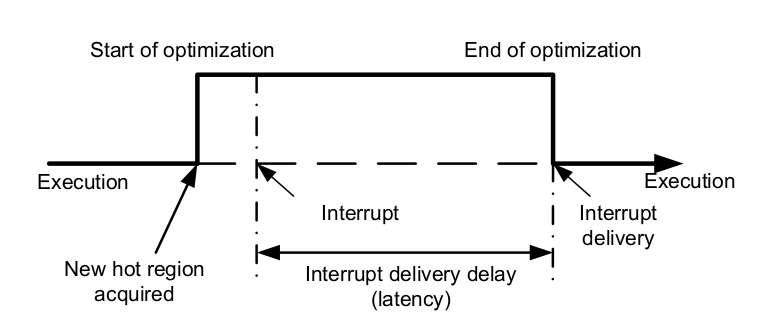 Start of optimization
End of optimization
Execution
Execution
Interrupt
Interrupt
delivery
New hot region
acquired
Interrupt delivery delay
(latency)